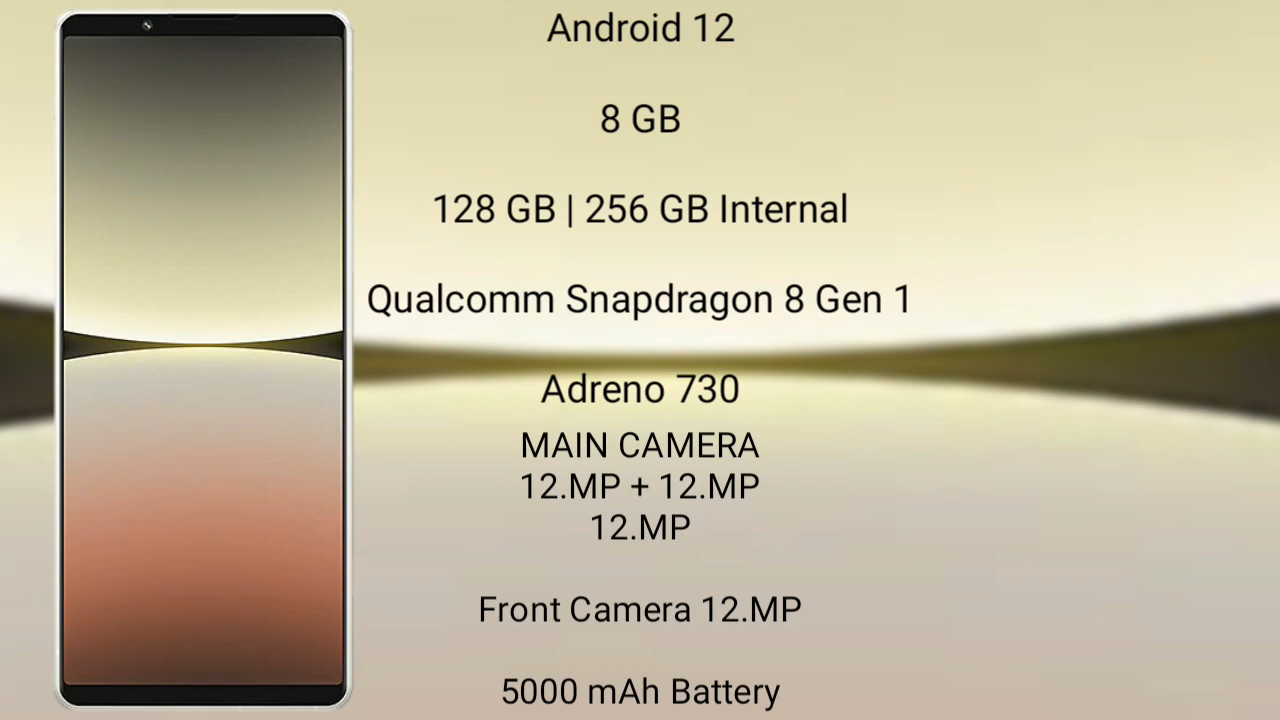 Android 12
8 GB
128 GB | 256 GB Internal
Qualcomm Snapdragon 8 Gen 1
Adreno 730
MAIN CAMERA
12.MP + 12.MP
12.MP
Front Camera 12.MP
5000 mAh Battery